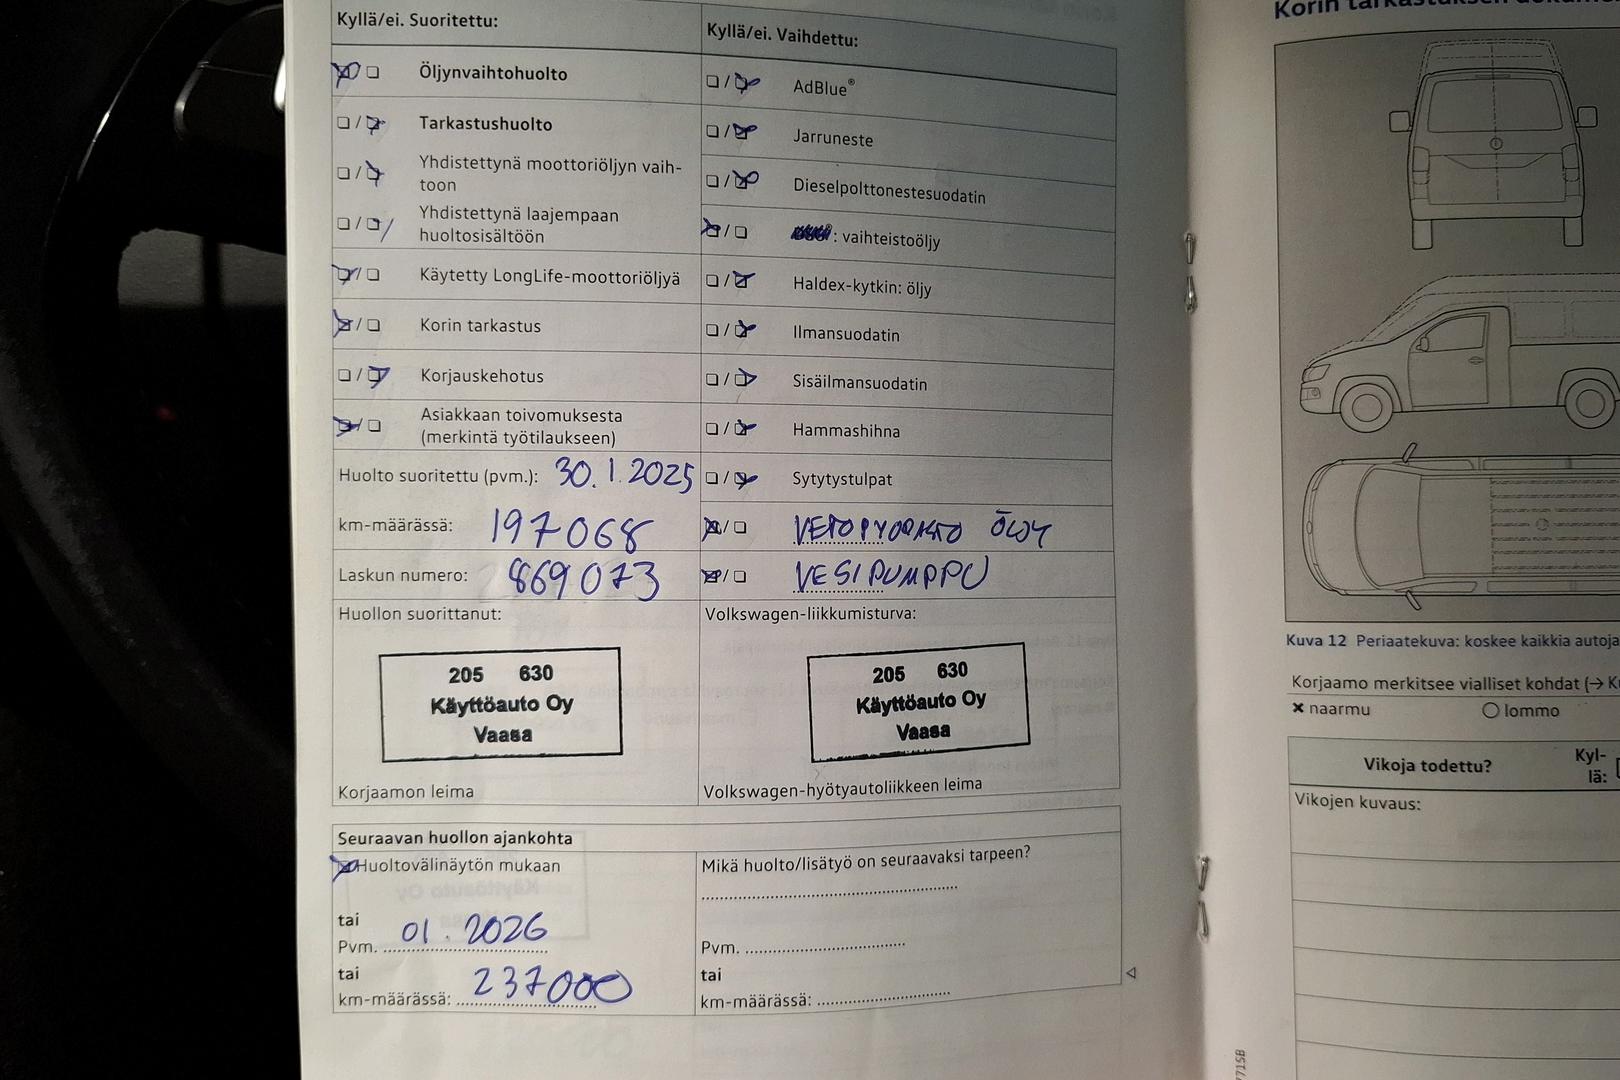 Kyllä/ei. Suoritettu:
Öljynvaihtohuolto
Tarkastushuolto
Yhdistettynä moottoriöljyn vaih-
toon
Yhdistettynä laajempaan
huoltosisältöön
Käytetty LongLife-moottoriöljyä
Korin tarkastus
Korjauskehotus
Asiakkaan toivomuksesta
(merkintä työtilaukseen)
Huolto suoritettu (pvm.): 30.1.2025
km-määrässä: 197068
Laskun numero: 869073
Huollon suorittanut:
205 630
Käyttöauto Oy
Vaasa
Korjaamon leima
Kyllä/ei. Vaihdettu:
AdBlue®
Jarruneste
Dieselpolttonestesuodatin
: vaihteistoöljy
Haldex-kytkin: öljy
Ilmansuodatin
Sisäilmansuodatin
Hammashihna
Sytytystulpat
VESIPUMPPU
Volkswagen-liikkumisturva:
205 630
Käyttöauto Oy
Vaasa
Volkswagen-hyötyautoliikkeen leima
Seuraavan huollon ajankohta
Huoltovälinäytön mukaan
tai
Pvm. 01.2026
tai
km-määrässä: 237000
Mikä huolto/lisätyö on seuraavaksi tarpeen?
Pvm.
tai
km-määrässä:
Korin tarkastuksen
Kuva 12 Periaatekuva: koskee kaikkia
Korjaamo merkitsee vialliset kohdat (→
× naarmu
○ lommo
Vikoja todettu?
Kyl-
lä:
Vikojen kuvaus: